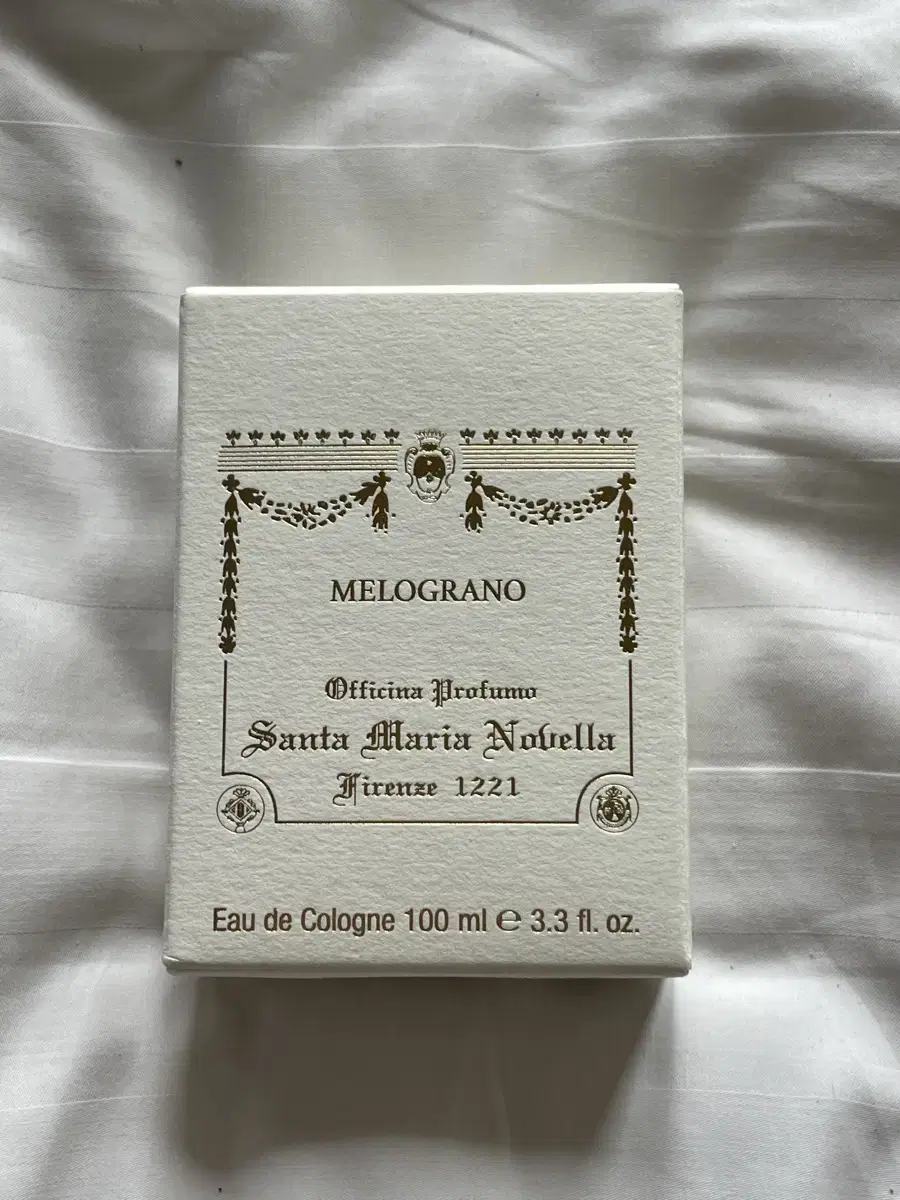 MELOGRANO
Officina Profumo
Santa Maria Novella
Firenze 1221
Eau de Cologne 100 ml ℮ 3.3 fl. oz.